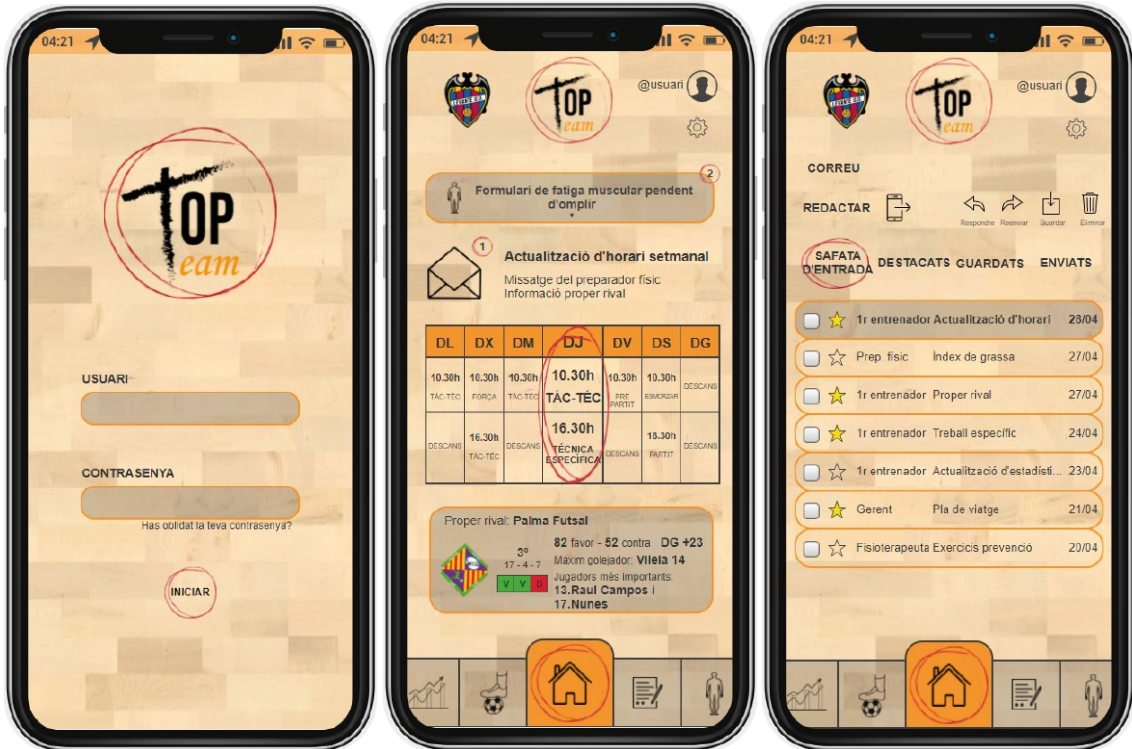 04:21
TOP
eam
USUARI
CONTRASENYA
Has oblidat la teva contrasenya?
INICIAR
04:21
LEVANTE U.D.
TOP
eam
@usuari
2
Formulari de fatiga muscular pendent
d'omplir
1
Actualització d'horari setmanal
Missatge del preparador físic
Informació proper rival
DL DX DM DJ DV DS DG
10.30h 10.30h 10.30h 10.30h 10.30h 10.30h DESCANS
TÀC-TÈC FORÇA TÀC-TÈC TÀC-TÈC PRE PARTIT ESMORZAR
DESCANS 16.30h DESCANS 16.30h DESCANS 18.30h DESCANS
TÀC-TÈC TÈCNICA ESPECÍFICA PARTIT
Proper rival: Palma Futsal
3º
17 - 4 - 7
V V D
82 favor - 52 contra DG +23
Màxim golejador: Vilela 14
Jugadors més importants:
13.Raul Campos i
17.Nunes
04:21
LEVANTE U.D.
TOP
eam
@usuari
CORREU
REDACTAR
Respondre Reenviar Guardar Eliminar
SAFATA D'ENTRADA DESTACATS GUARDATS ENVIATS
1r entrenador Actualització d'horari 28/04
Prep. físic Índex de grassa 27/04
1r entrenador Proper rival 27/04
1r entrenador Treball específic 24/04
1r entrenador Actualització d'estadísti... 23/04
Gerent Pla de viatge 21/04
Fisioterapeuta Exercicis prevenció 20/04